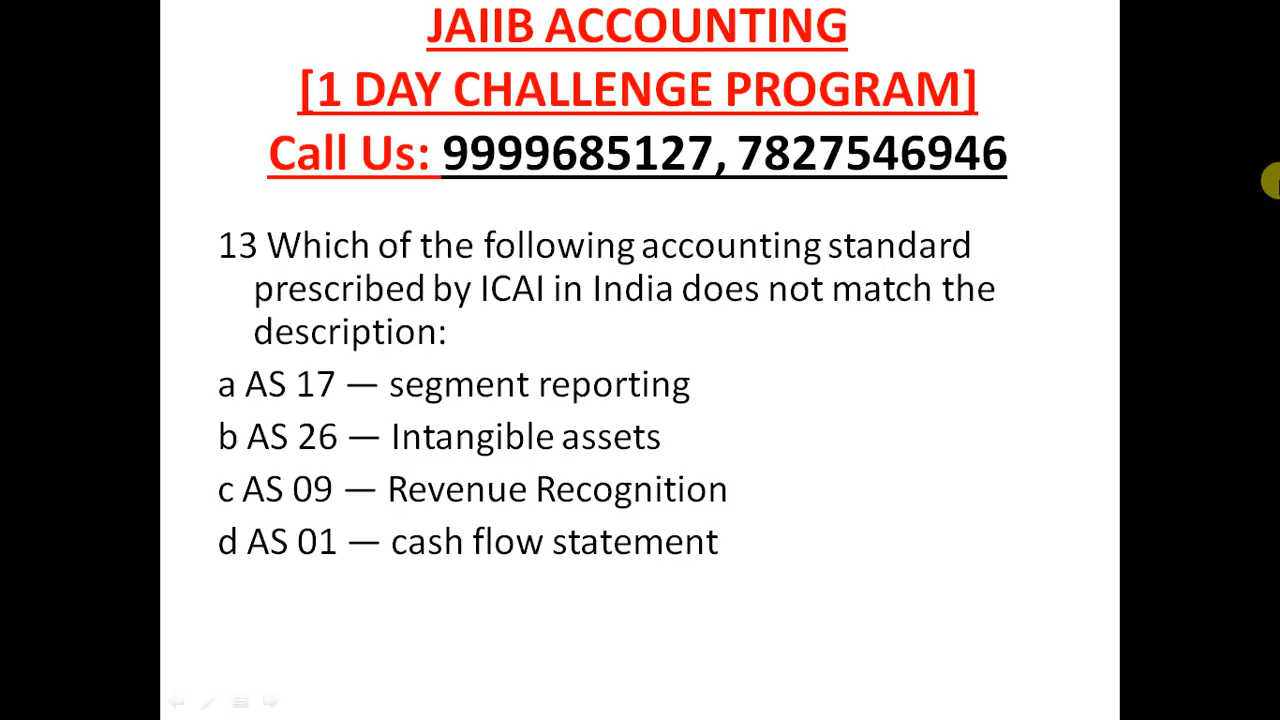 JAIIB ACCOUNTING
[1 DAY CHALLENGE PROGRAM]
Call Us: 9999685127, 7827546946
13 Which of the following accounting standard
prescribed by ICAI in India does not match the
description:
a AS 17 — segment reporting
b AS 26 — Intangible assets
c AS 09 — Revenue Recognition
d AS 01 — cash flow statement